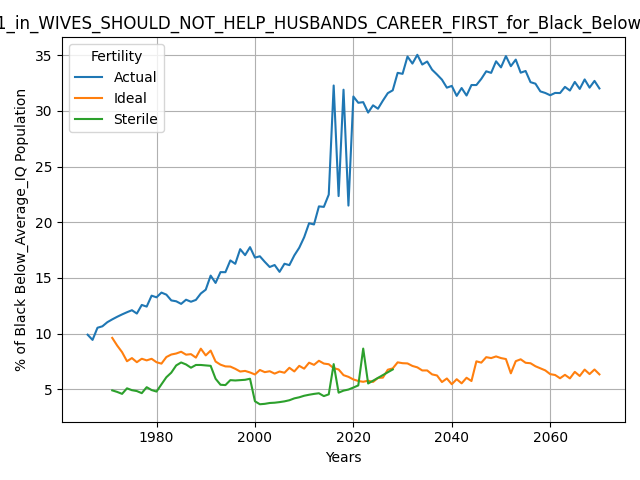 1_in_WIVES_SHOULD_NOT_HELP_HUSBANDS_CAREER_FIRST_for_Black_Below
Fertility
Actual
Ideal
Sterile
% of Black Below_Average_IQ Population
35
30
25
20
15
10
5
1980
2000
2020
2040
2060
Years